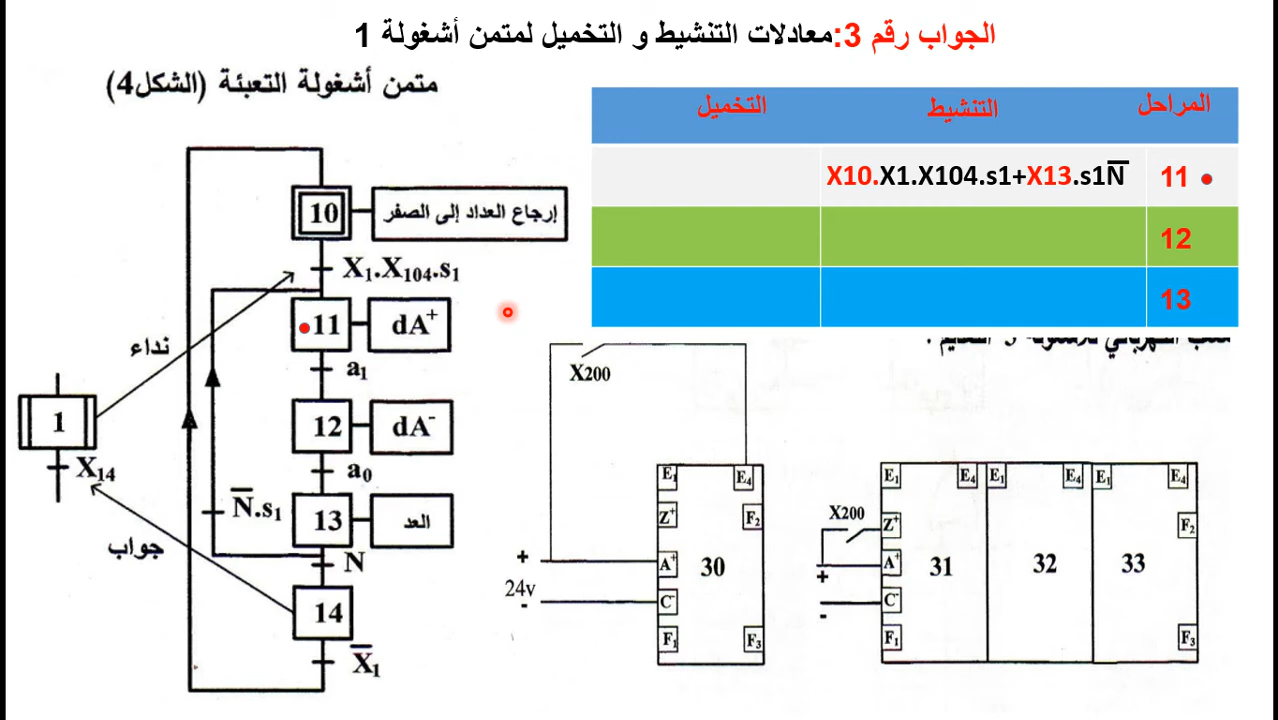 الجواب رقم 3:معادلات التنشيط و التخميل لمتمن أشغولة 1
متمن أشغولة التعبئة (الشكل4)
المراحل التنشيط التخميل
11 X10.X1.X104.s1+X13.s1N̅
12
13
10 إرجاع العداد إلى الصفر
X₁.X₁₀₄.s₁
11 dA⁺
نداء
a₁
12 dA⁻
1
a₀
X₁₄
N̅.s₁
13 العد
جواب
N
14
X̅₁
X200
E₁ E₄
Z⁺ F₂
+ A⁺ 30
24v
- C⁻
F₁ F₃
E₁ E₄ E₁ E₄ E₁ E₄
X200 Z⁺ F₂
+ A⁺ 31 32 33
- C⁻
F₁ F₃